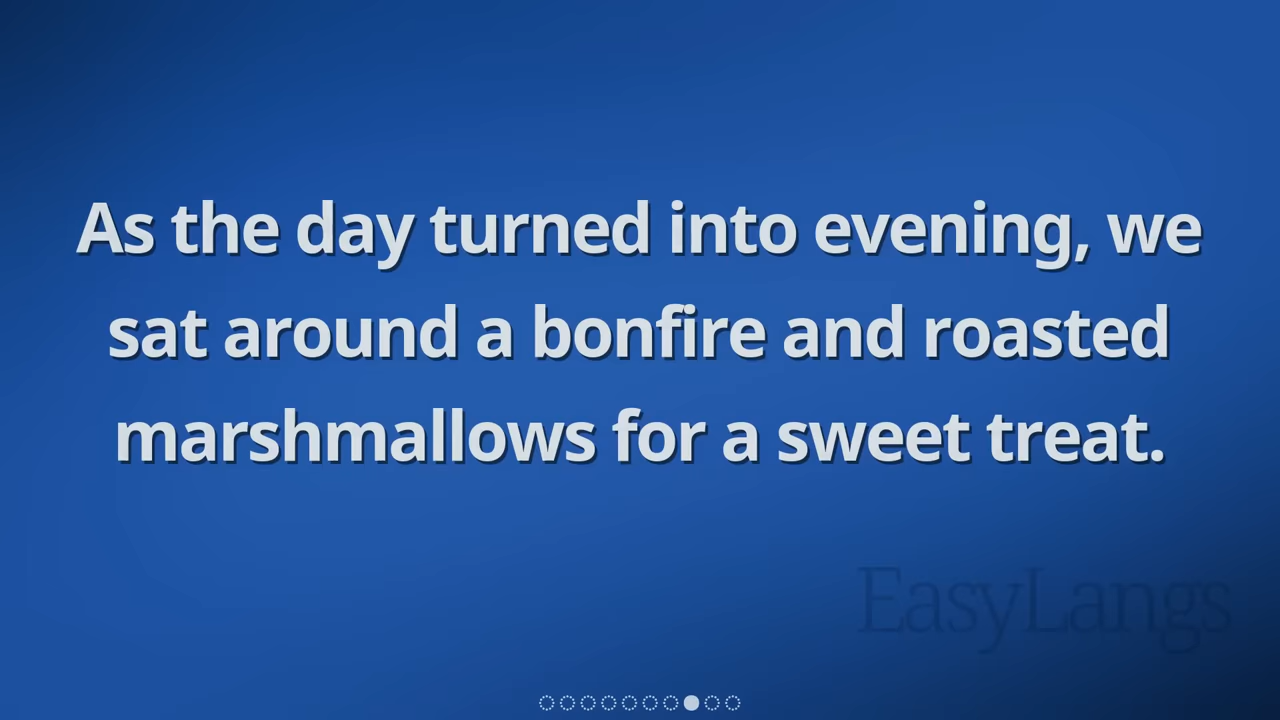 As the day turned into evening, we
sat around a bonfire and roasted
marshmallows for a sweet treat.
EasyLangs